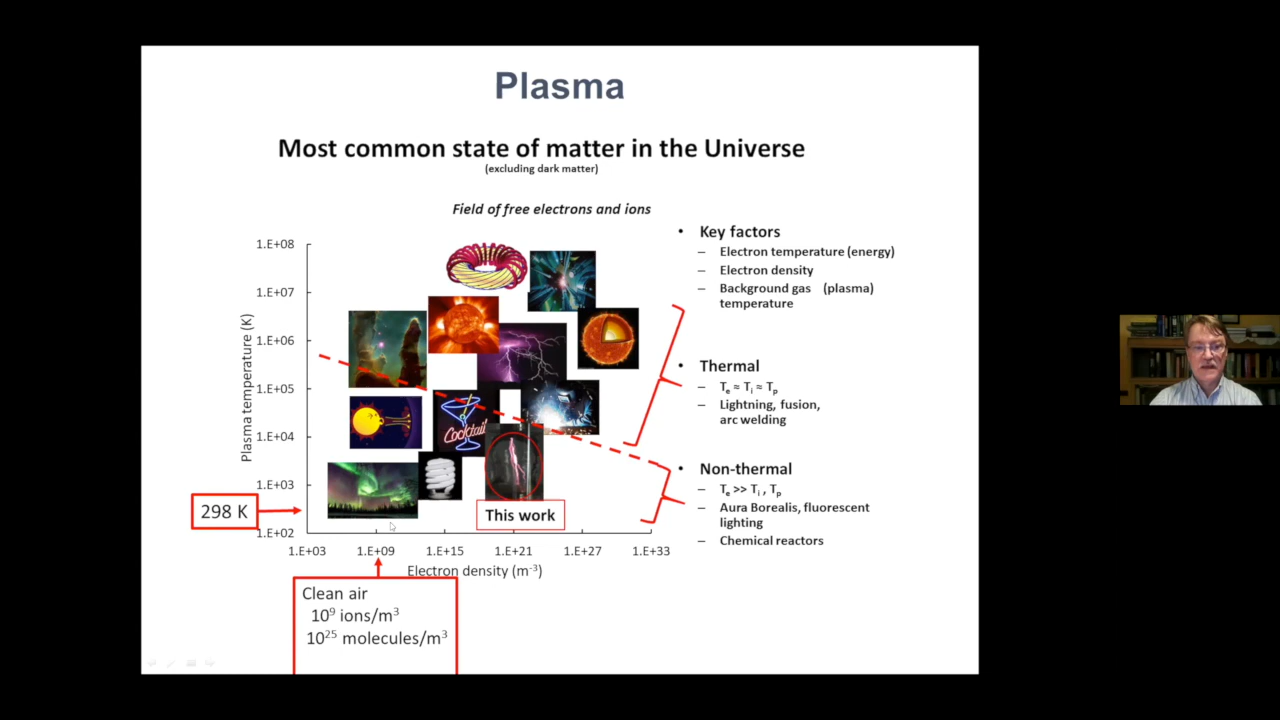 Plasma
Most common state of matter in the Universe
(excluding dark matter)
Field of free electrons and ions
1.E+08
1.E+07
1.E+06
1.E+05
1.E+04
1.E+03
1.E+02
Plasma temperature (K)
298 K
Cocktail
This work
1.E+03
1.E+09
1.E+15
1.E+21
1.E+27
1.E+33
Electron density (m⁻³)
Clean air
10⁹ ions/m³
10²⁵ molecules/m³
• Key factors
– Electron temperature (energy)
– Electron density
– Background gas (plasma)
temperature
• Thermal
– Tₑ ≈ Tᵢ ≈ Tₚ
– Lightning, fusion,
arc welding
• Non-thermal
– Tₑ >> Tᵢ , Tₚ
– Aura Borealis, fluorescent
lighting
– Chemical reactors